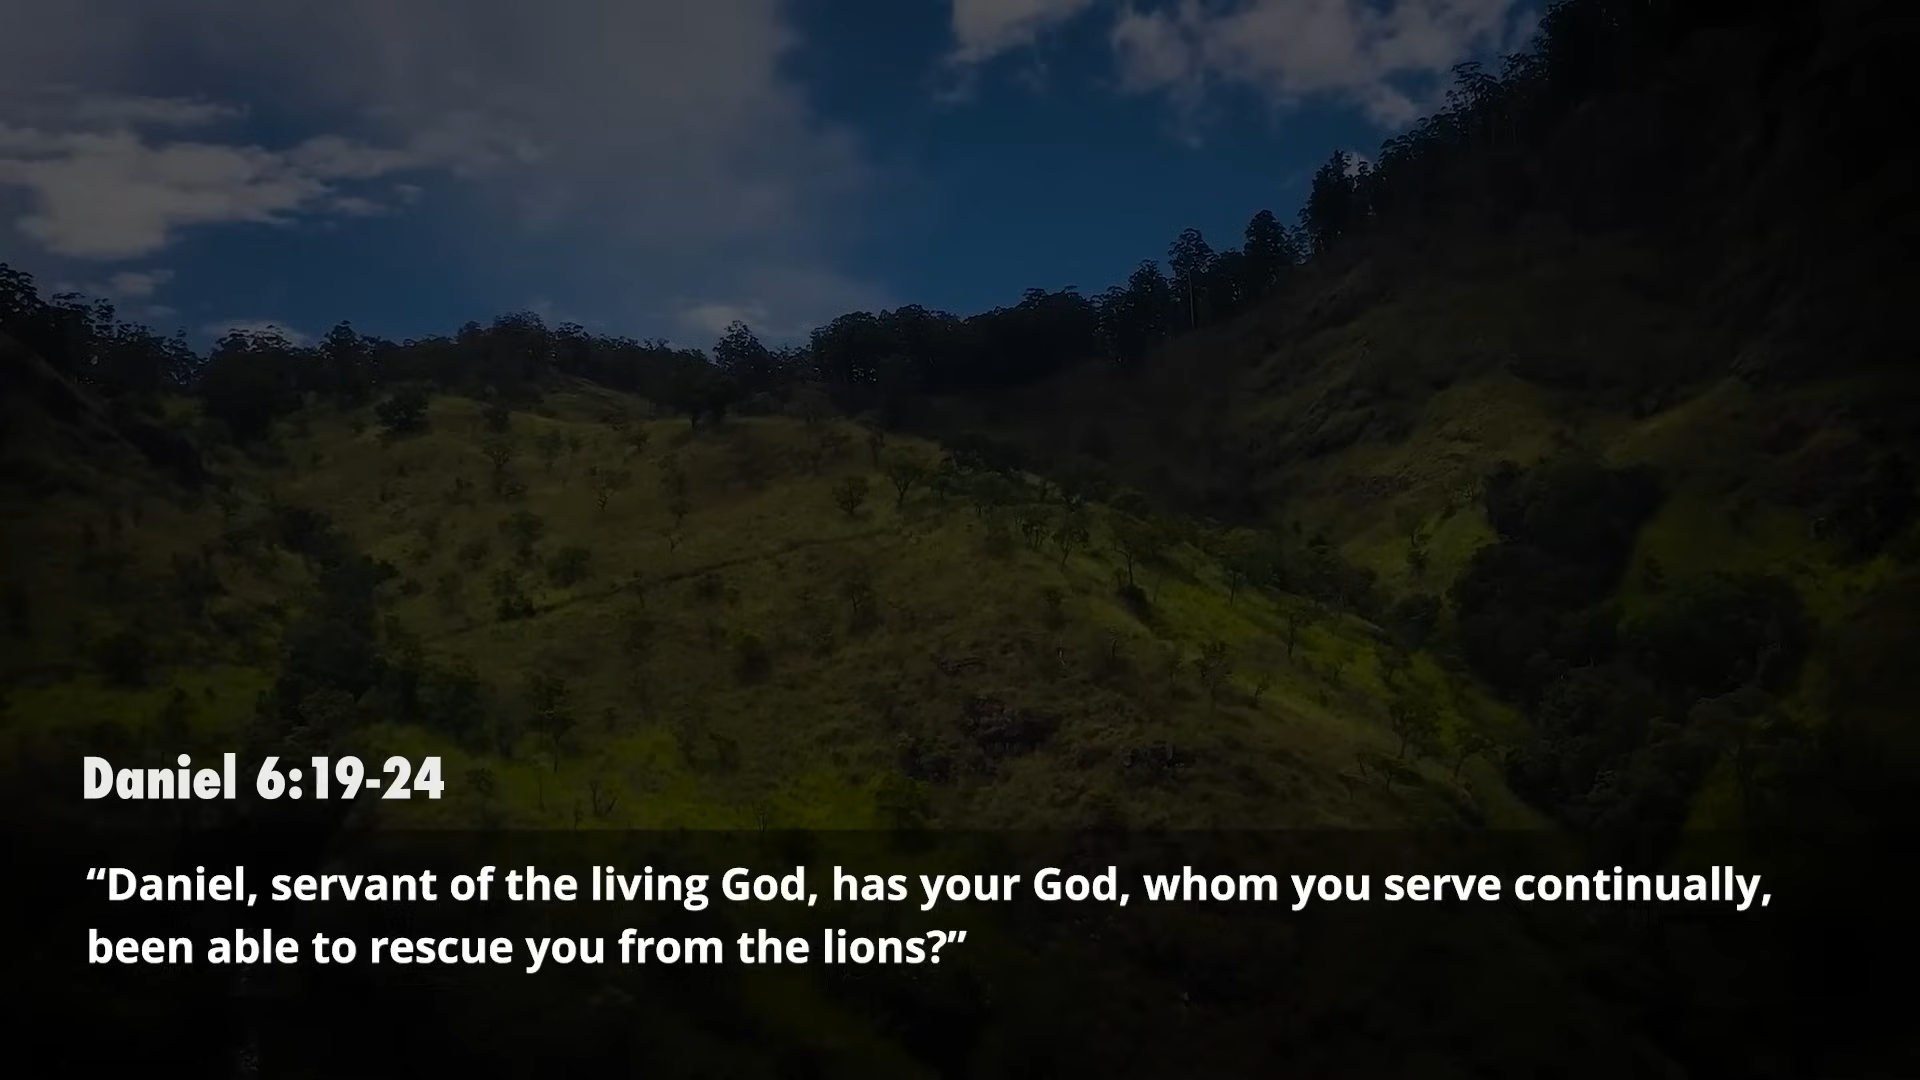 Daniel 6:19-24
“Daniel, servant of the living God, has your God, whom you serve continually,
been able to rescue you from the lions?”